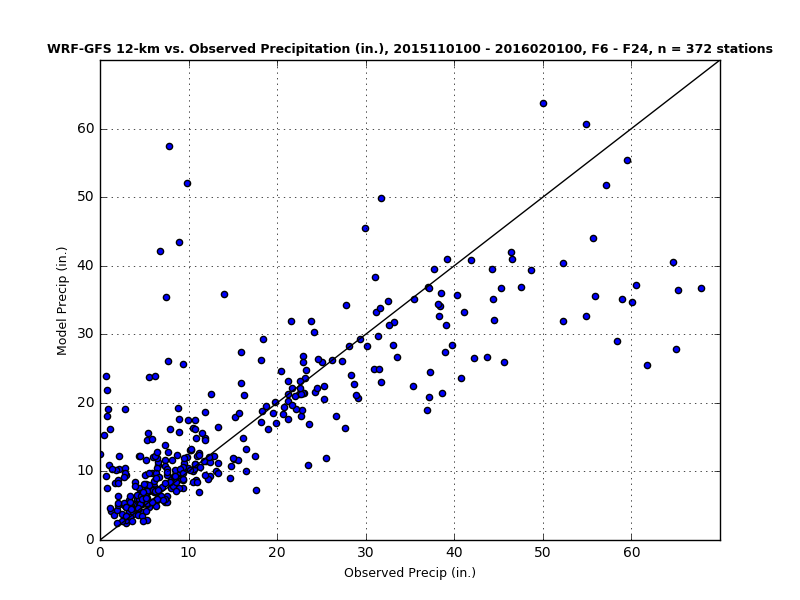 WRF-GFS 12-km vs. Observed Precipitation (in.), 2015110100 - 2016020100, F6 - F24, n = 372 stations
60
50
40
30
20
10
0
Model Precip (in.)
0 10 20 30 40 50 60
Observed Precip (in.)